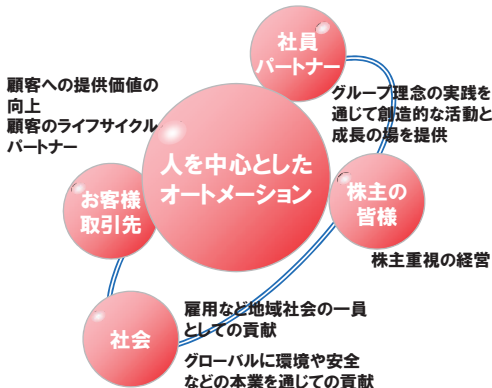 社員
パートナー
顧客への提供価値の
向上
顧客のライフサイクル
パートナー
グループ理念の実践を
通じて創造的な活動と
成長の場を提供
人を中心とした
オートメーション
お客様
取引先
株主の
皆様
株主重視の経営
社会
雇用など地域社会の一員
としての貢献
グローバルに環境や安全
などの本業を通じての貢献